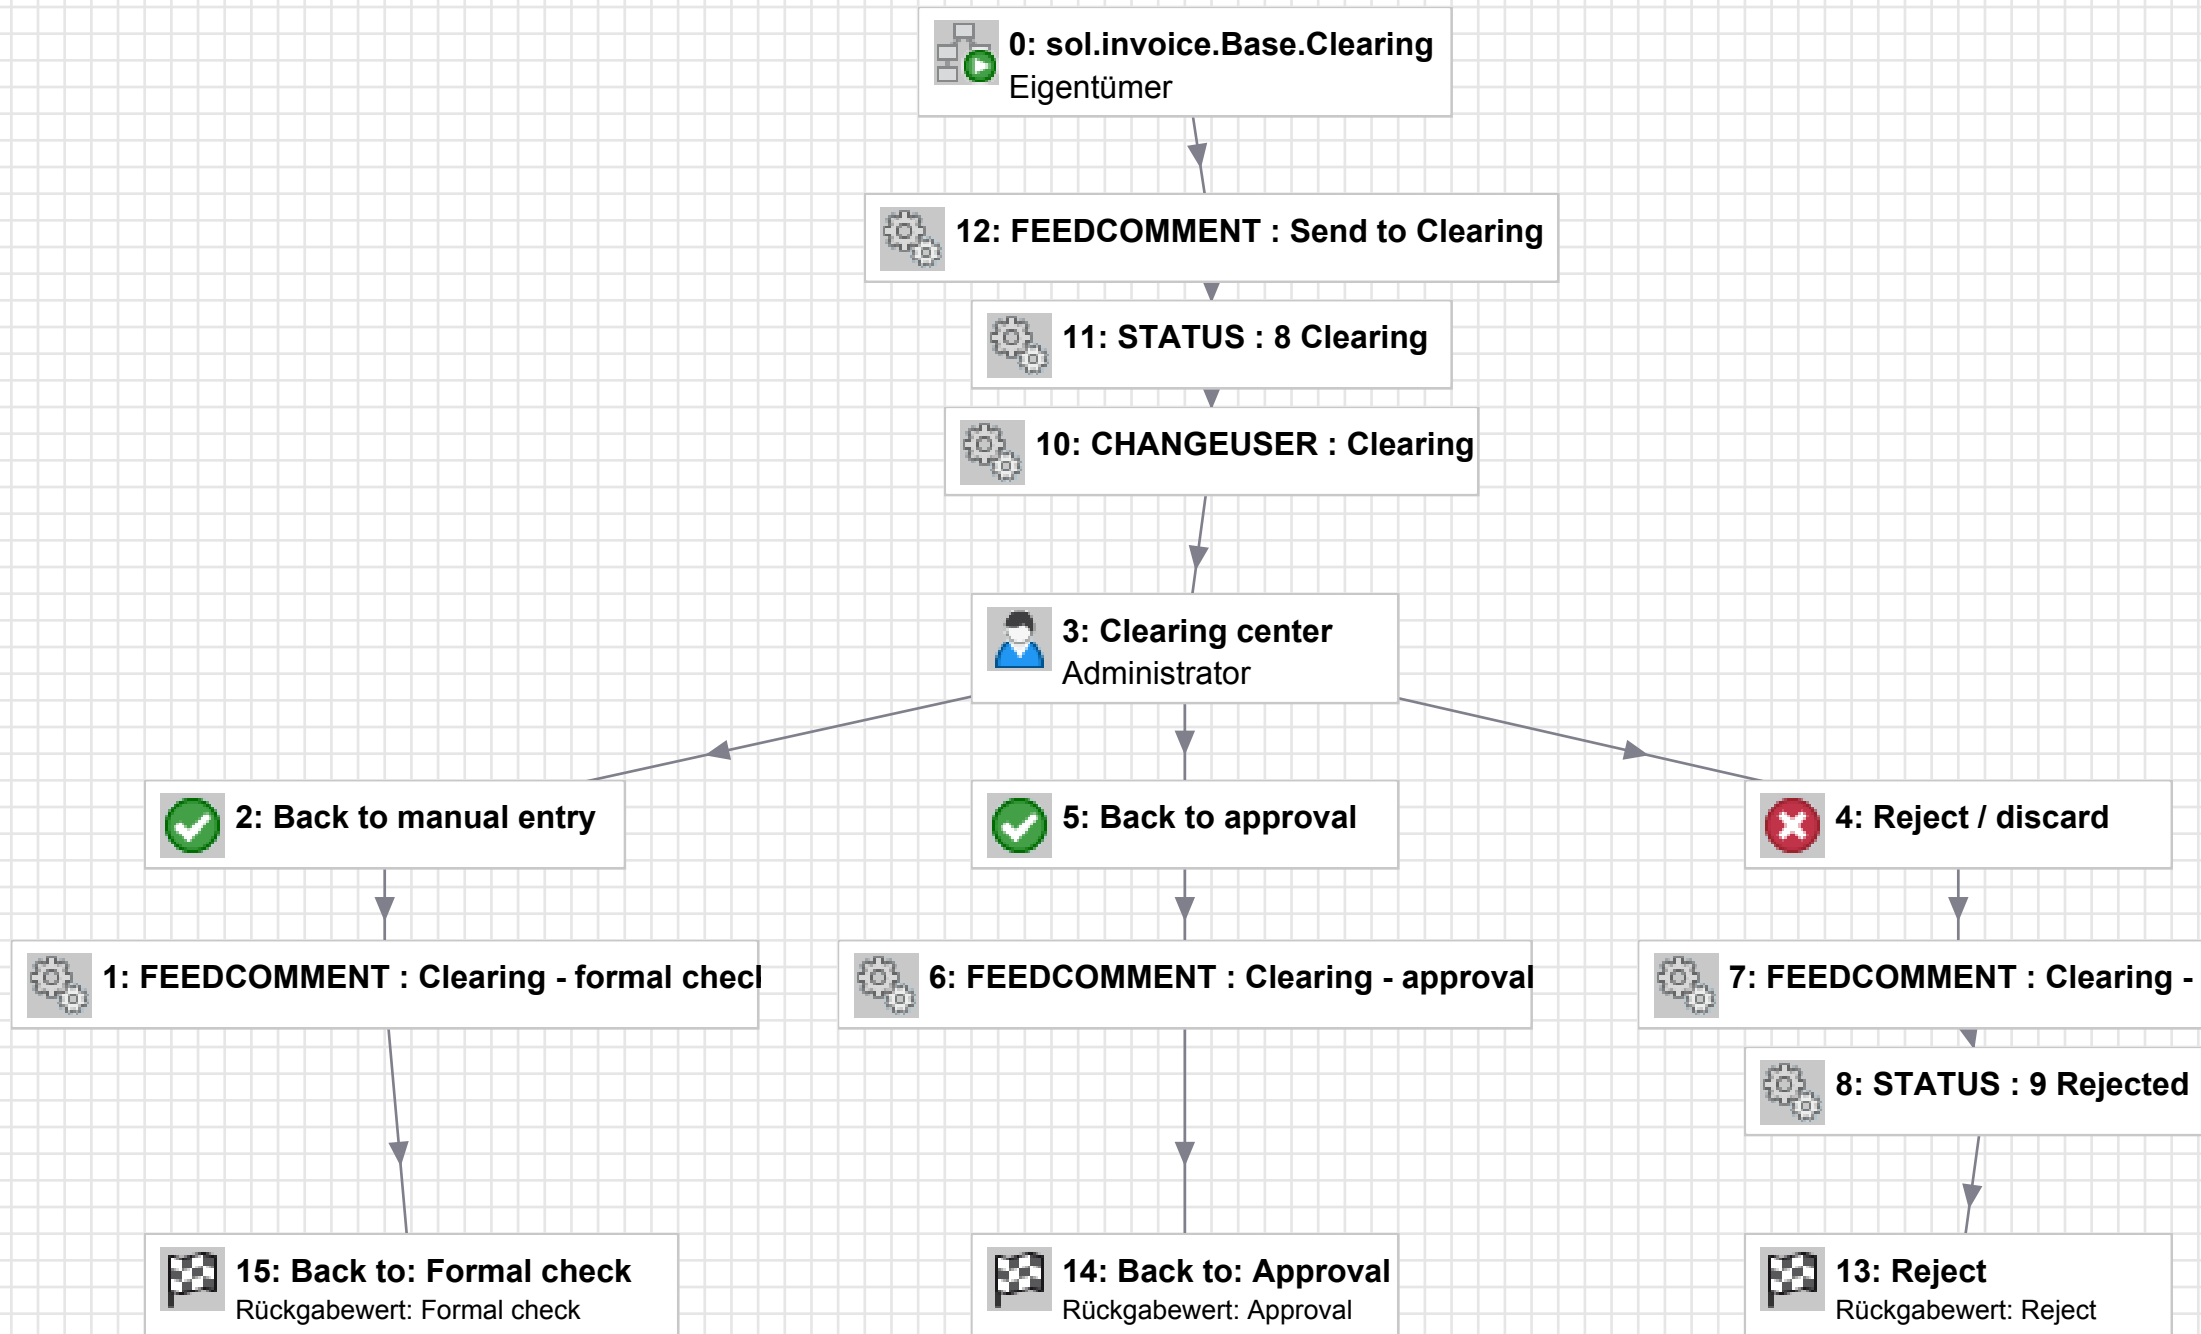 0: sol.invoice.Base.Clearing
Eigentümer
12: FEEDCOMMENT : Send to Clearing
11: STATUS : 8 Clearing
10: CHANGEUSER : Clearing
3: Clearing center
Administrator
2: Back to manual entry
5: Back to approval
4: Reject / discard
1: FEEDCOMMENT : Clearing - formal check
6: FEEDCOMMENT : Clearing - approval
7: FEEDCOMMENT : Clearing -
8: STATUS : 9 Rejected
15: Back to: Formal check
Rückgabewert: Formal check
14: Back to: Approval
Rückgabewert: Approval
13: Reject
Rückgabewert: Reject